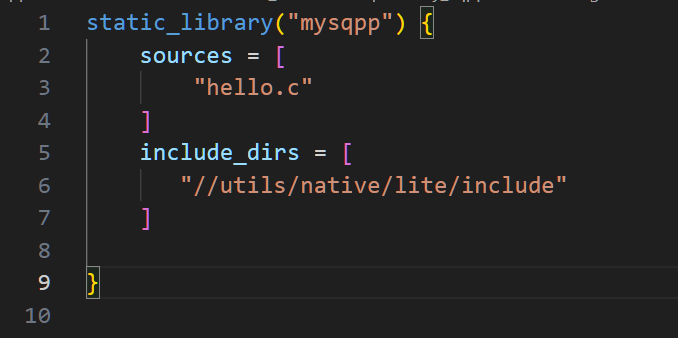 1 static_library("mysqpp") {
2 sources = [
3 "hello.c"
4 ]
5 include_dirs = [
6 "//utils/native/lite/include"
7 ]
8
9 }
10